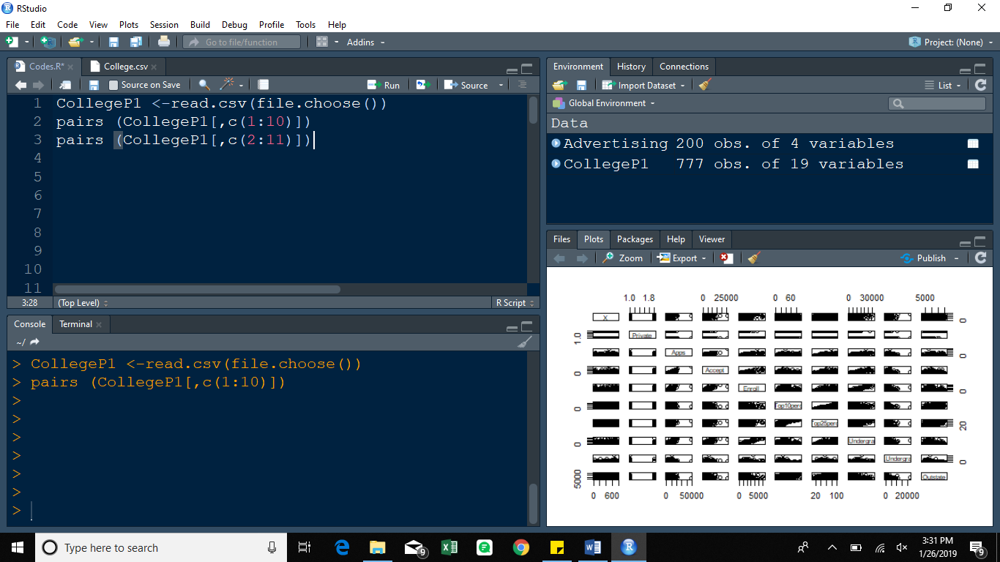 RStudio
File Edit Code View Plots Session Build Debug Profile Tools Help
Go to file/function Addins Project: (None)
Codes.R* College.csv
Source on Save Run Source
1 CollegeP1 <-read.csv(file.choose())
2 pairs (CollegeP1[,c(1:10)])
3 pairs (CollegeP1[,c(2:11)])
4
5
6
7
8
9
10
11
3:28 (Top Level) R Script
Console Terminal
~/
> CollegeP1 <-read.csv(file.choose())
> pairs (CollegeP1[,c(1:10)])
>
>
>
>
>
>
>
Environment History Connections
Import Dataset List
Global Environment
Data
Advertising 200 obs. of 4 variables
CollegeP1 777 obs. of 19 variables
Files Plots Packages Help Viewer
Zoom Export Publish
1.0 1.8 0 25000 0 60 0 30000 5000
X 0
1.0 Private
Apps 0
0 Accept
Enroll 0
0 Top10perc
Top25perc 20
0 Undergra
Undergra 0
5000 Outstate
0 600 0 50000 0 5000 20 100 0 20000
Type here to search 9 3:31 PM
1/26/2019 9